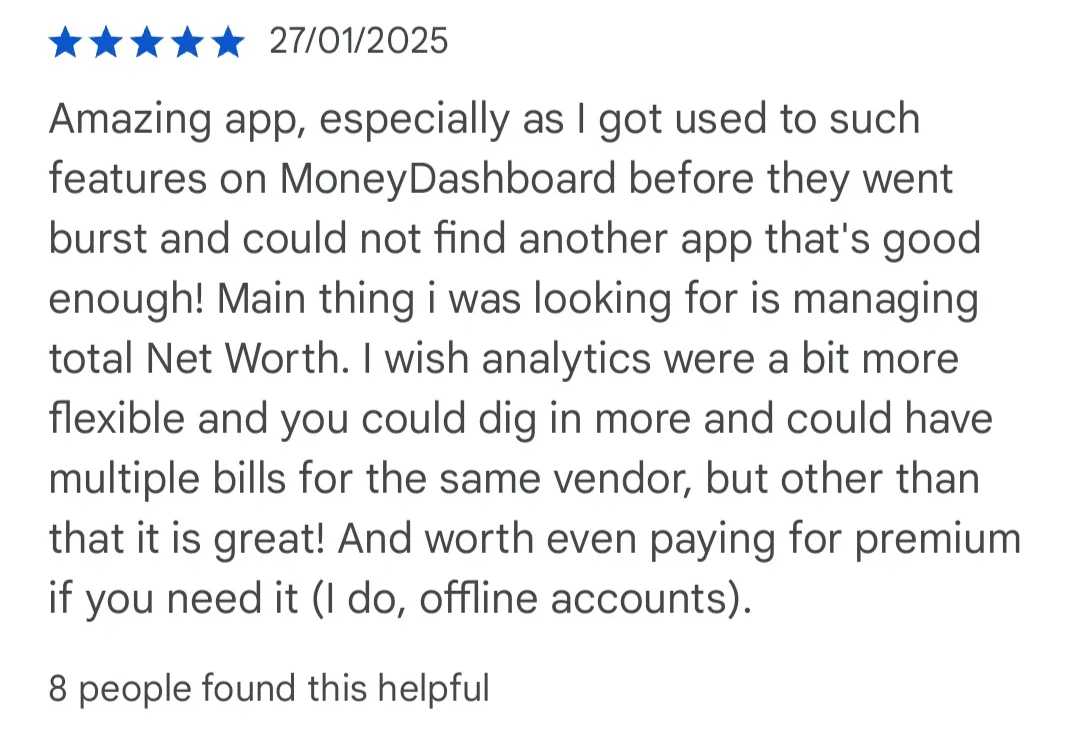 ★★★★★ 27/01/2025
Amazing app, especially as I got used to such
features on MoneyDashboard before they went
burst and could not find another app that's good
enough! Main thing i was looking for is managing
total Net Worth. I wish analytics were a bit more
flexible and you could dig in more and could have
multiple bills for the same vendor, but other than
that it is great! And worth even paying for premium
if you need it (I do, offline accounts).
8 people found this helpful